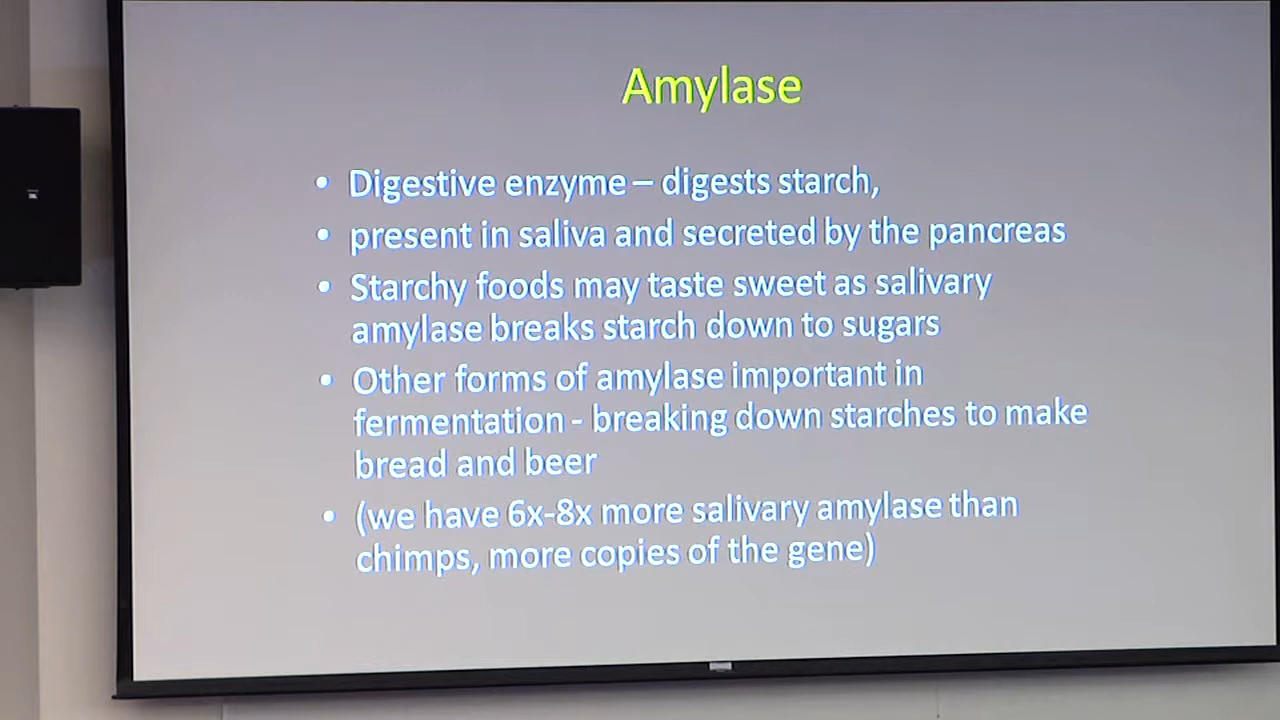 Amylase
• Digestive enzyme – digests starch,
• present in saliva and secreted by the pancreas
• Starchy foods may taste sweet as salivary
amylase breaks starch down to sugars
• Other forms of amylase important in
fermentation - breaking down starches to make
bread and beer
• (we have 6x-8x more salivary amylase than
chimps, more copies of the gene)